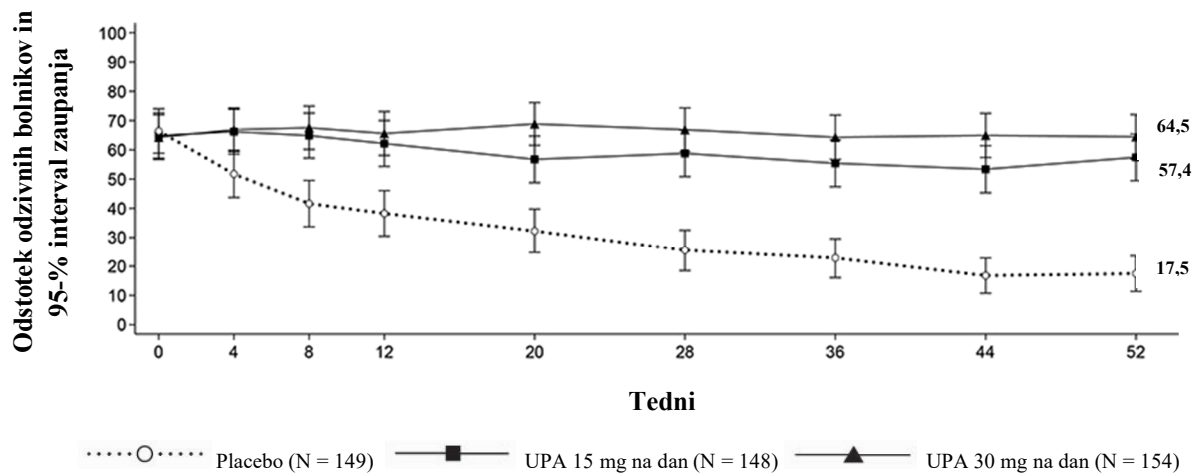 Odstotek odzivnih bolnikov in
95-% interval zaupanja
100
90
80
70
60
50
40
30
20
10
0
64,5
57,4
17,5
0 4 8 12 20 28 36 44 52
Tedni
Placebo (N = 149) UPA 15 mg na dan (N = 148) UPA 30 mg na dan (N = 154)